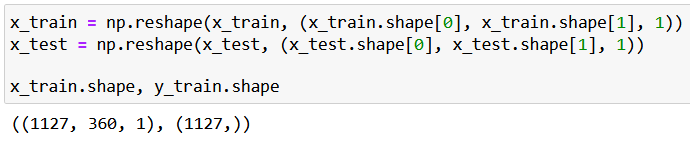 x_train = np.reshape(x_train, (x_train.shape[0], x_train.shape[1], 1))
x_test = np.reshape(x_test, (x_test.shape[0], x_test.shape[1], 1))
x_train.shape, y_train.shape
((1127, 360, 1), (1127,))